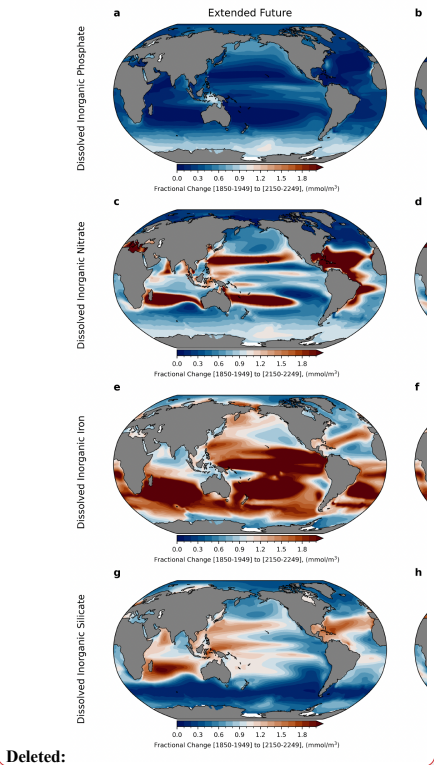 a
Extended Future
b
Dissolved Inorganic Phosphate
0.0 0.3 0.6 0.9 1.2 1.5 1.8
Fractional Change [1850-1949] to [2150-2249], (mmol/m³)
c
d
Dissolved Inorganic Nitrate
0.0 0.3 0.6 0.9 1.2 1.5 1.8
Fractional Change [1850-1949] to [2150-2249], (mmol/m³)
e
f
Dissolved Inorganic Iron
0.0 0.3 0.6 0.9 1.2 1.5 1.8
Fractional Change [1850-1949] to [2150-2249], (mmol/m³)
g
h
Dissolved Inorganic Silicate
0.0 0.3 0.6 0.9 1.2 1.5 1.8
Fractional Change [1850-1949] to [2150-2249], (mmol/m³)
Deleted: